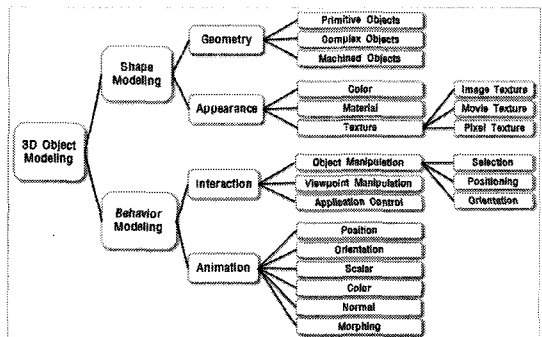 3D Object
Modeling
Shape
Modeling
Geometry
Primitive Objects
Complex Objects
Machined Objects
Appearance
Color
Material
Texture
Image Texture
Movie Texture
Pixel Texture
Behavior
Modeling
Interaction
Object Manipulation
Selection
Positioning
Orientation
Viewpoint Manipulation
Application Control
Animation
Position
Orientation
Scalar
Color
Normal
Morphing